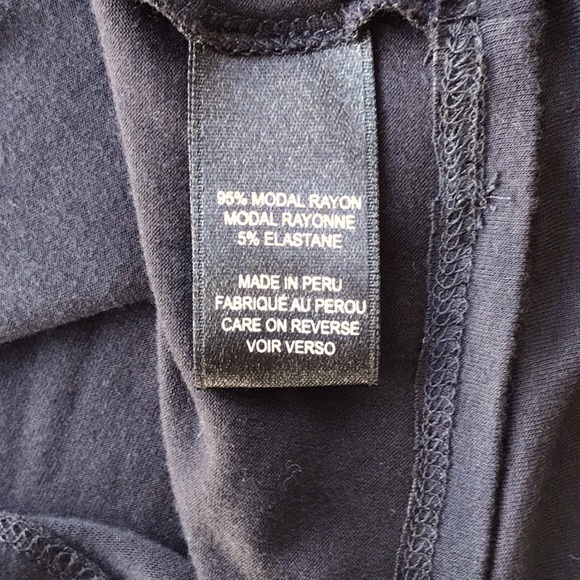 95% MODAL RAYON
MODAL RAYONNE
5% ELASTANE
MADE IN PERU
FABRIQUÉ AU PEROU
CARE ON REVERSE
VOIR VERSO